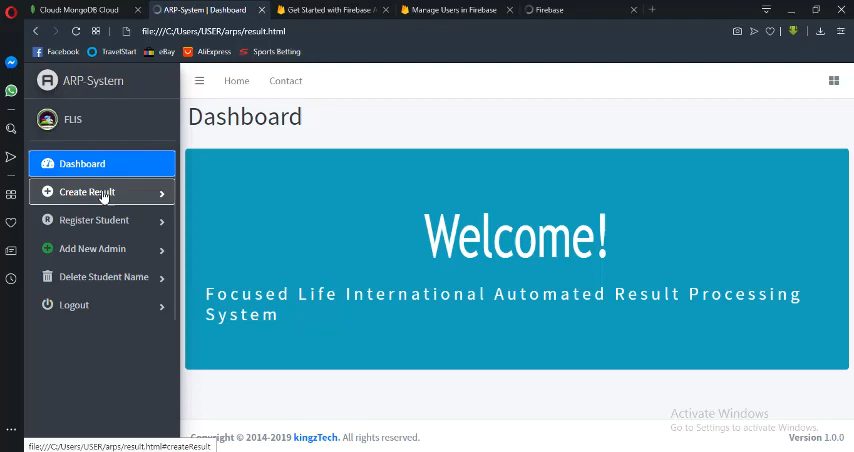 Cloud: MongoDB Cloud
ARP-System | Dashboard
Get Started with Firebase A
Manage Users in Firebase
Firebase
file:///C:/Users/USER/arps/result.html
Facebook
TravelStart
eBay
AliExpress
Sports Betting
ARP-System
Home
Contact
FLIS
Dashboard
Dashboard
Create Result
Register Student
Add New Admin
Delete Student Name
Logout
Welcome!
Focused Life International Automated Result Processing
System
Activate Windows
Go to Settings to activate Windows.
Copyright © 2014-2019 kingzTech. All rights reserved.
Version 1.0.0
file:///C:/Users/USER/arps/result.html#createResult